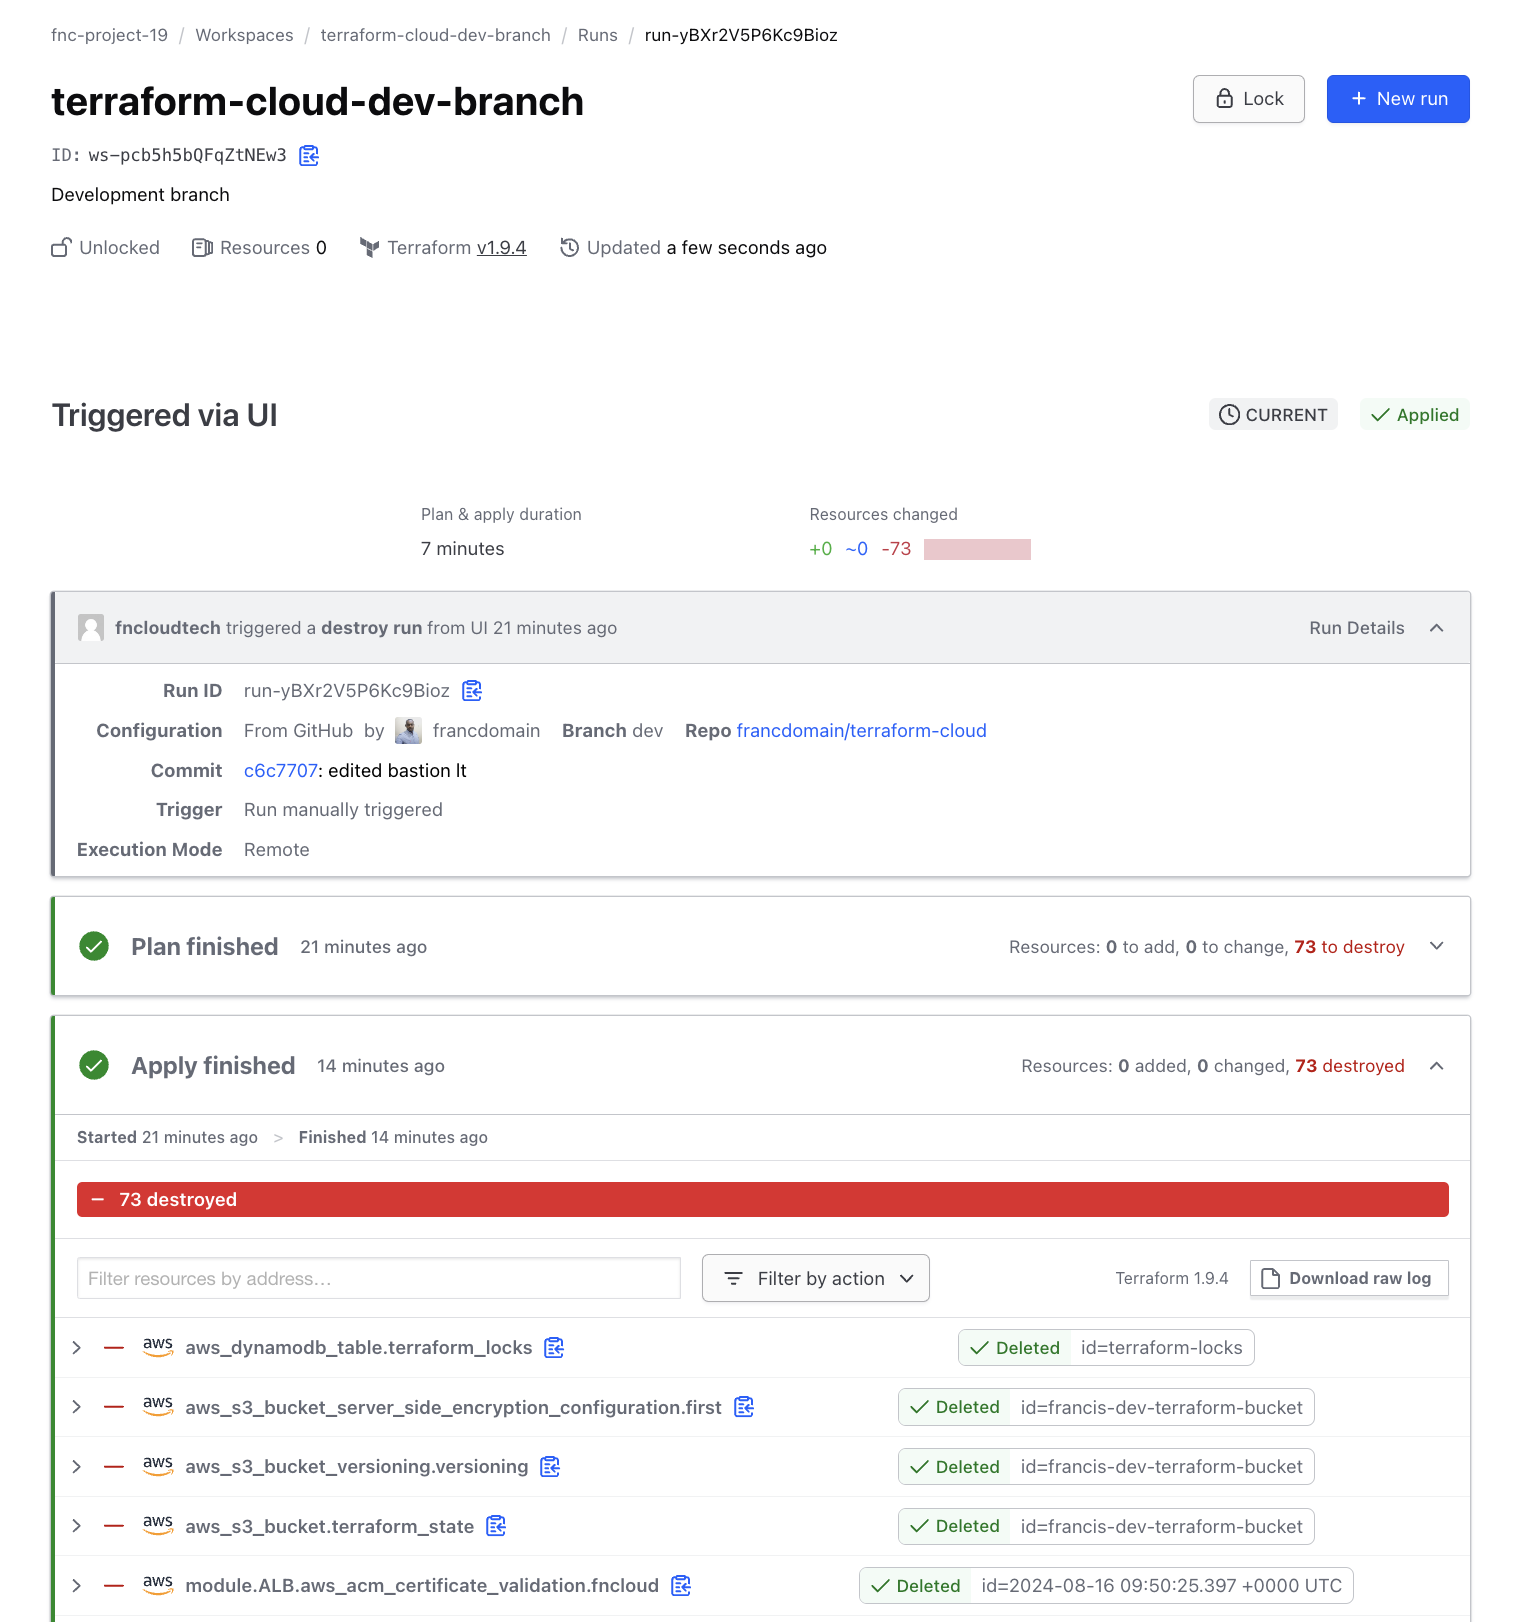 fnc-project-19 / Workspaces / terraform-cloud-dev-branch / Runs / run-yBXr2V5P6Kc9Bioz
terraform-cloud-dev-branch
Lock
+ New run
ID: ws-pcb5h5bQFqZtNEw3
Development branch
Unlocked Resources 0 Terraform v1.9.4 Updated a few seconds ago
Triggered via UI
CURRENT
Applied
Plan & apply duration
7 minutes
Resources changed
+0 ~0 -73
fncloudtech triggered a destroy run from UI 21 minutes ago
Run Details
Run ID run-yBXr2V5P6Kc9Bioz
Configuration From GitHub by francdomain Branch dev Repo francdomain/terraform-cloud
Commit c6c7707: edited bastion lt
Trigger Run manually triggered
Execution Mode Remote
Plan finished 21 minutes ago Resources: 0 to add, 0 to change, 73 to destroy
Apply finished 14 minutes ago Resources: 0 added, 0 changed, 73 destroyed
Started 21 minutes ago > Finished 14 minutes ago
− 73 destroyed
Filter resources by address... Filter by action Terraform 1.9.4 Download raw log
aws aws_dynamodb_table.terraform_locks Deleted id=terraform-locks
aws aws_s3_bucket_server_side_encryption_configuration.first Deleted id=francis-dev-terraform-bucket
aws aws_s3_bucket_versioning.versioning Deleted id=francis-dev-terraform-bucket
aws aws_s3_bucket.terraform_state Deleted id=francis-dev-terraform-bucket
aws module.ALB.aws_acm_certificate_validation.fncloud Deleted id=2024-08-16 09:50:25.397 +0000 UTC